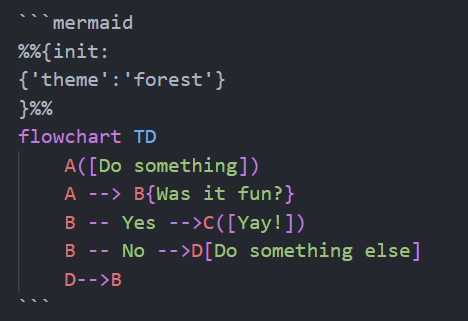 ```mermaid
%%{init:
{'theme':'forest'}
}%%
flowchart TD
    A([Do something])
    A --> B{Was it fun?}
    B -- Yes -->C([Yay!])
    B -- No -->D[Do something else]
    D-->B
```